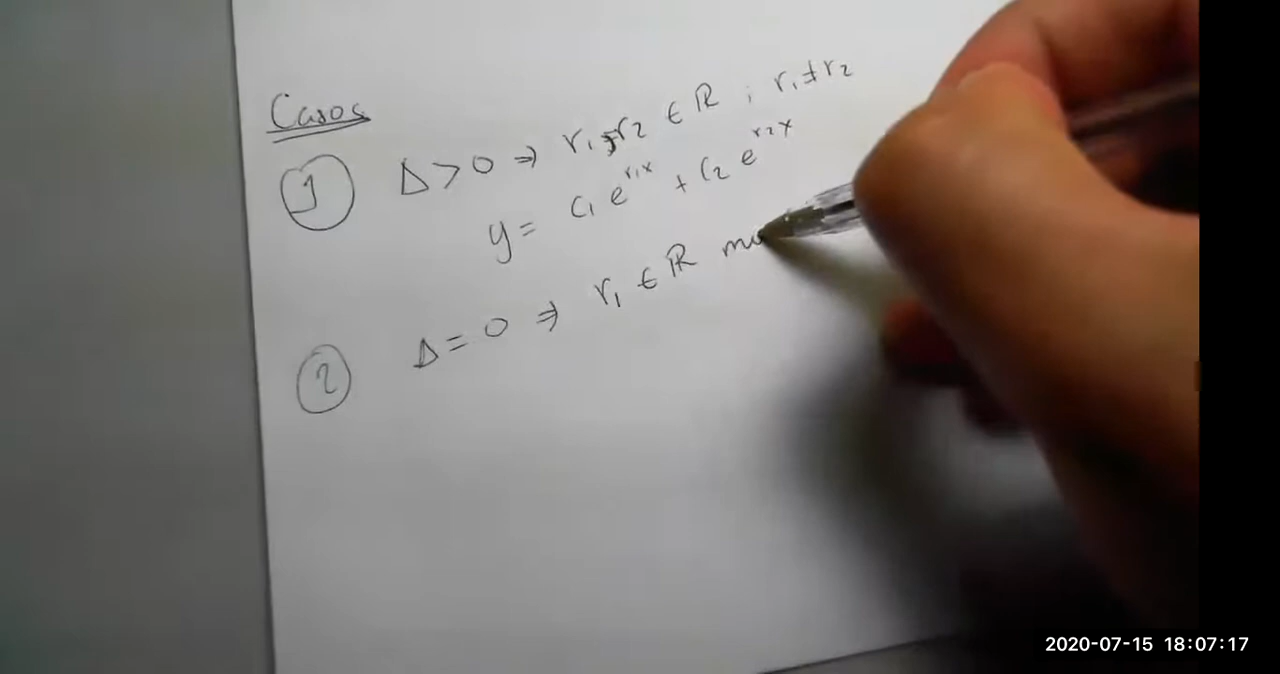 Casos
① Δ > 0 ⇒ r₁ y r₂ ∈ ℝ ; r₁ ≠ r₂
y = c₁ e^{r₁x} + c₂ e^{r₂x}
② Δ = 0 ⇒ r₁ ∈ ℝ
2020-07-15 18:07:17